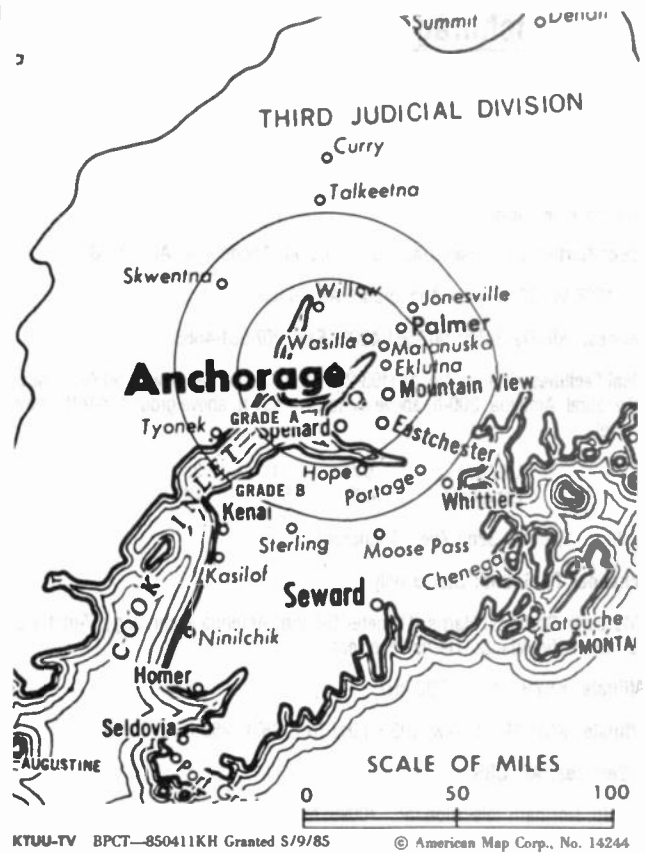 Summit
Denali
THIRD JUDICIAL DIVISION
Curry
Talkeetna
Skwentna
Willow
Jonesville
Palmer
Wasilla
Matanuska
Eklutna
Anchorage
Mountain View
GRADE
Tyonek
Spenard
Eastchester
Hope
Portage
GRADE B
Whittier
Kenai
COOK INLET
Sterling
Moose Pass
Kasilof
Chenega
Seward
Latouche
Ninilchik
MONTA
Homer
Seldovia
AUGUSTINE
SCALE OF MILES
0 50 100
KTUU-TV BPCT—850411KH Granted S/9/85
© American Map Corp., No. 14244